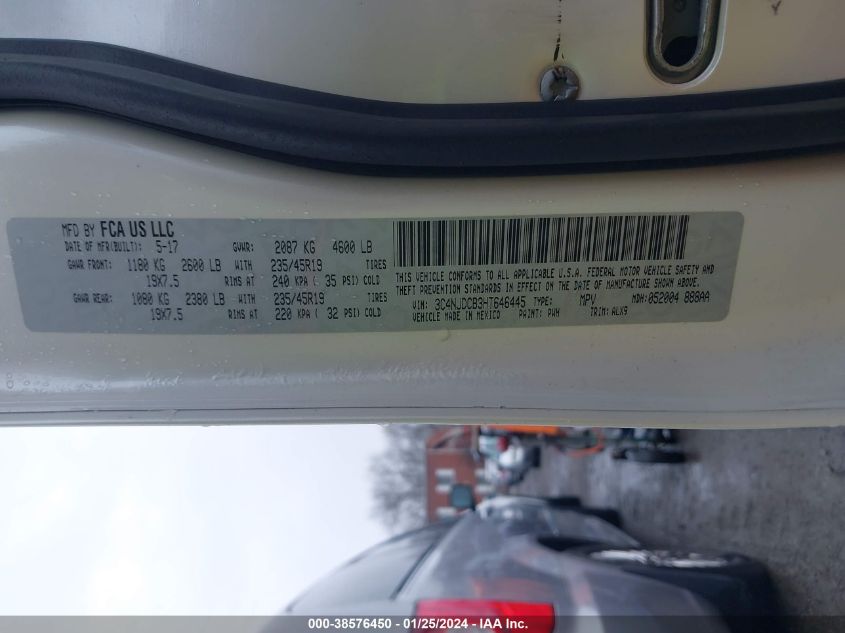 MFD BY FCA US LLC
DATE OF MFR(BUILT): 5-17 GVWR: 2087 KG 4600 LB
GAWR FRONT: 1180 KG 2600 LB WITH 235/45R19 TIRES
19X7.5 RIMS AT 240 KPA ( 35 PSI) COLD
GAWR REAR: 1080 KG 2380 LB WITH 235/45R19 TIRES
19X7.5 RIMS AT 220 KPA ( 32 PSI) COLD
THIS VEHICLE CONFORMS TO ALL APPLICABLE U.S.A. FEDERAL MOTOR VEHICLE SAFETY AND
THEFT PREVENTION STANDARDS IN EFFECT ON THE DATE OF MANUFACTURE SHOWN ABOVE.
VIN: 3C4NJDCB3HT646445 TYPE: MPV MDH: 052004 888AA
VEHICLE MADE IN MEXICO PAINT: PWN TRIM: ALX9
000-38576450 - 01/25/2024 - IAAI Inc.